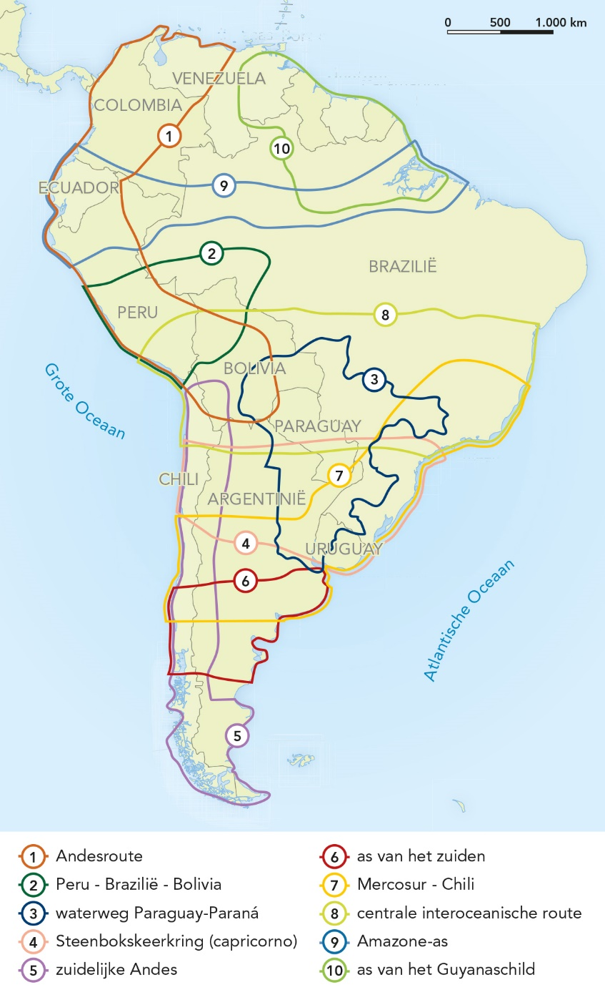 0 500 1.000 km
VENEZUELA
COLOMBIA
1
10
ECUADOR
9
2
BRAZILIË
PERU
8
BOLIVIA
3
Grote Oceaan
PARAGUAY
7
CHILI
ARGENTINIË
4
URUGUAY
6
Atlantische Oceaan
5
1 Andesroute
2 Peru - Brazilië - Bolivia
3 waterweg Paraguay-Paraná
4 Steenbokskeerkring (capricorno)
5 zuidelijke Andes
6 as van het zuiden
7 Mercosur - Chili
8 centrale interoceanische route
9 Amazone-as
10 as van het Guyanaschild